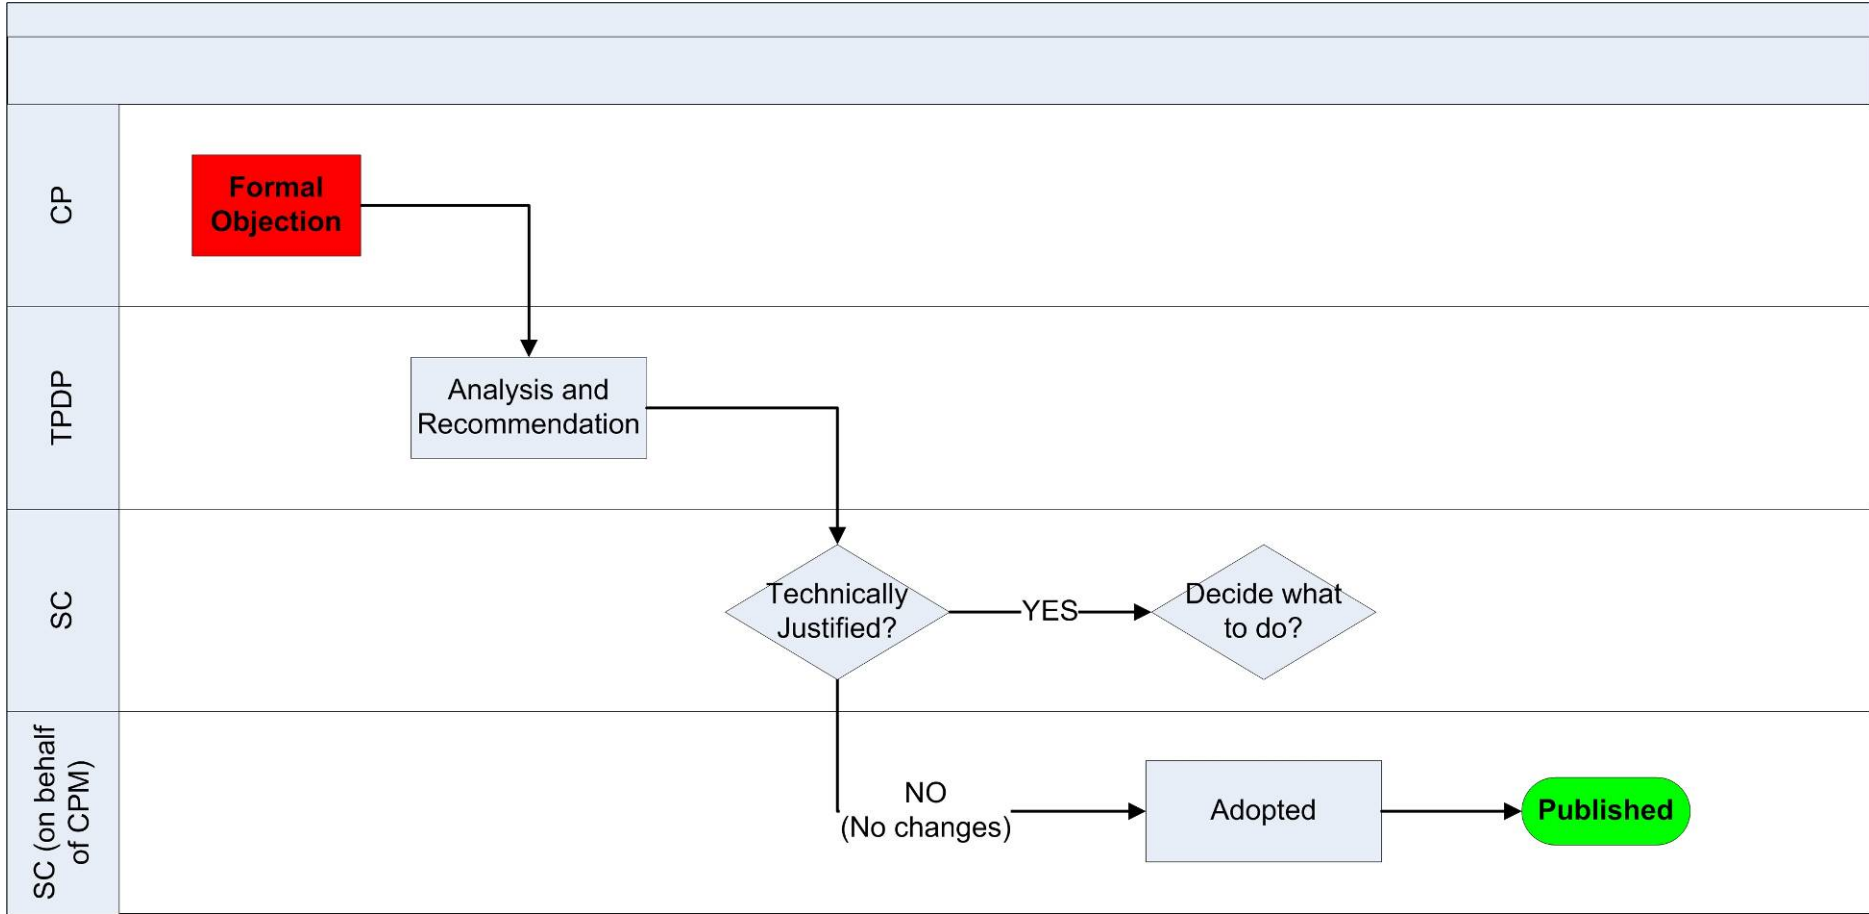 CP
Formal
Objection
TPDP
Analysis and
Recommendation
SC
Technically
Justified?
YES
Decide what
to do?
SC (on behalf
of CPM)
NO
(No changes)
Adopted
Published